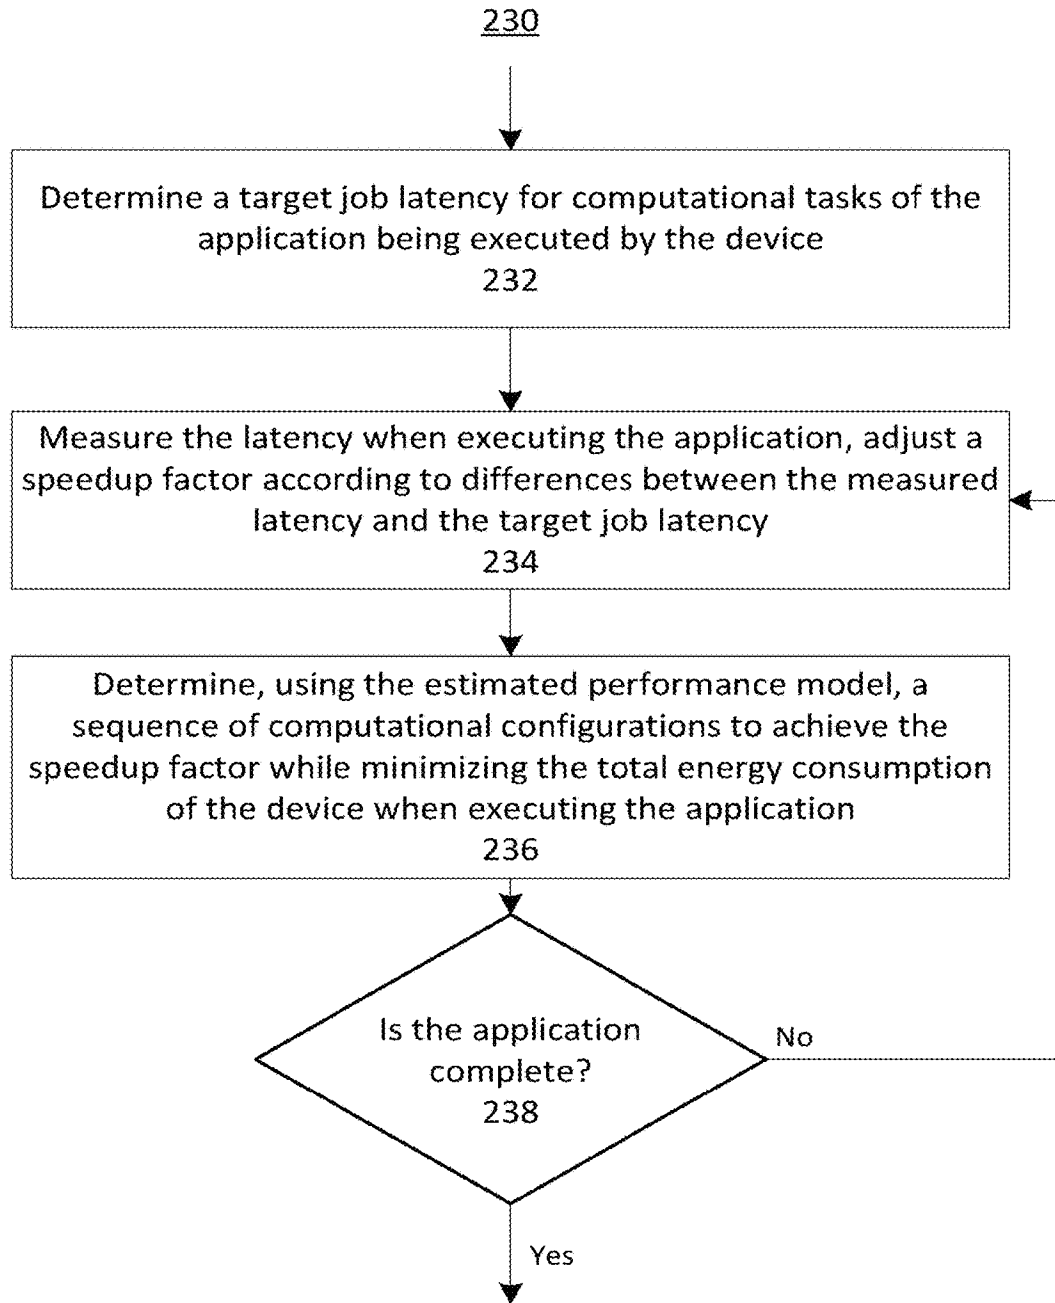 230
Determine a target job latency for computational tasks of the
application being executed by the device
232
Measure the latency when executing the application, adjust a
speedup factor according to differences between the measured
latency and the target job latency
234
Determine, using the estimated performance model, a
sequence of computational configurations to achieve the
speedup factor while minimizing the total energy consumption
of the device when executing the application
236
Is the application
complete?
238
No
Yes